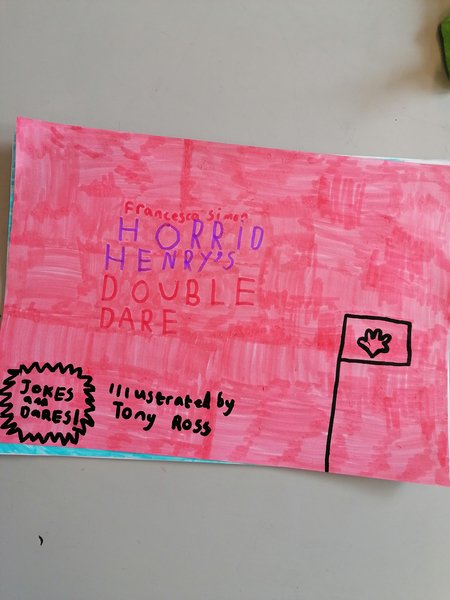 Francesca Simon
HORRID
HENRY'S
DOUBLE
DARE
JOKES
AND
DARES!
Illustrated by
Tony Ross